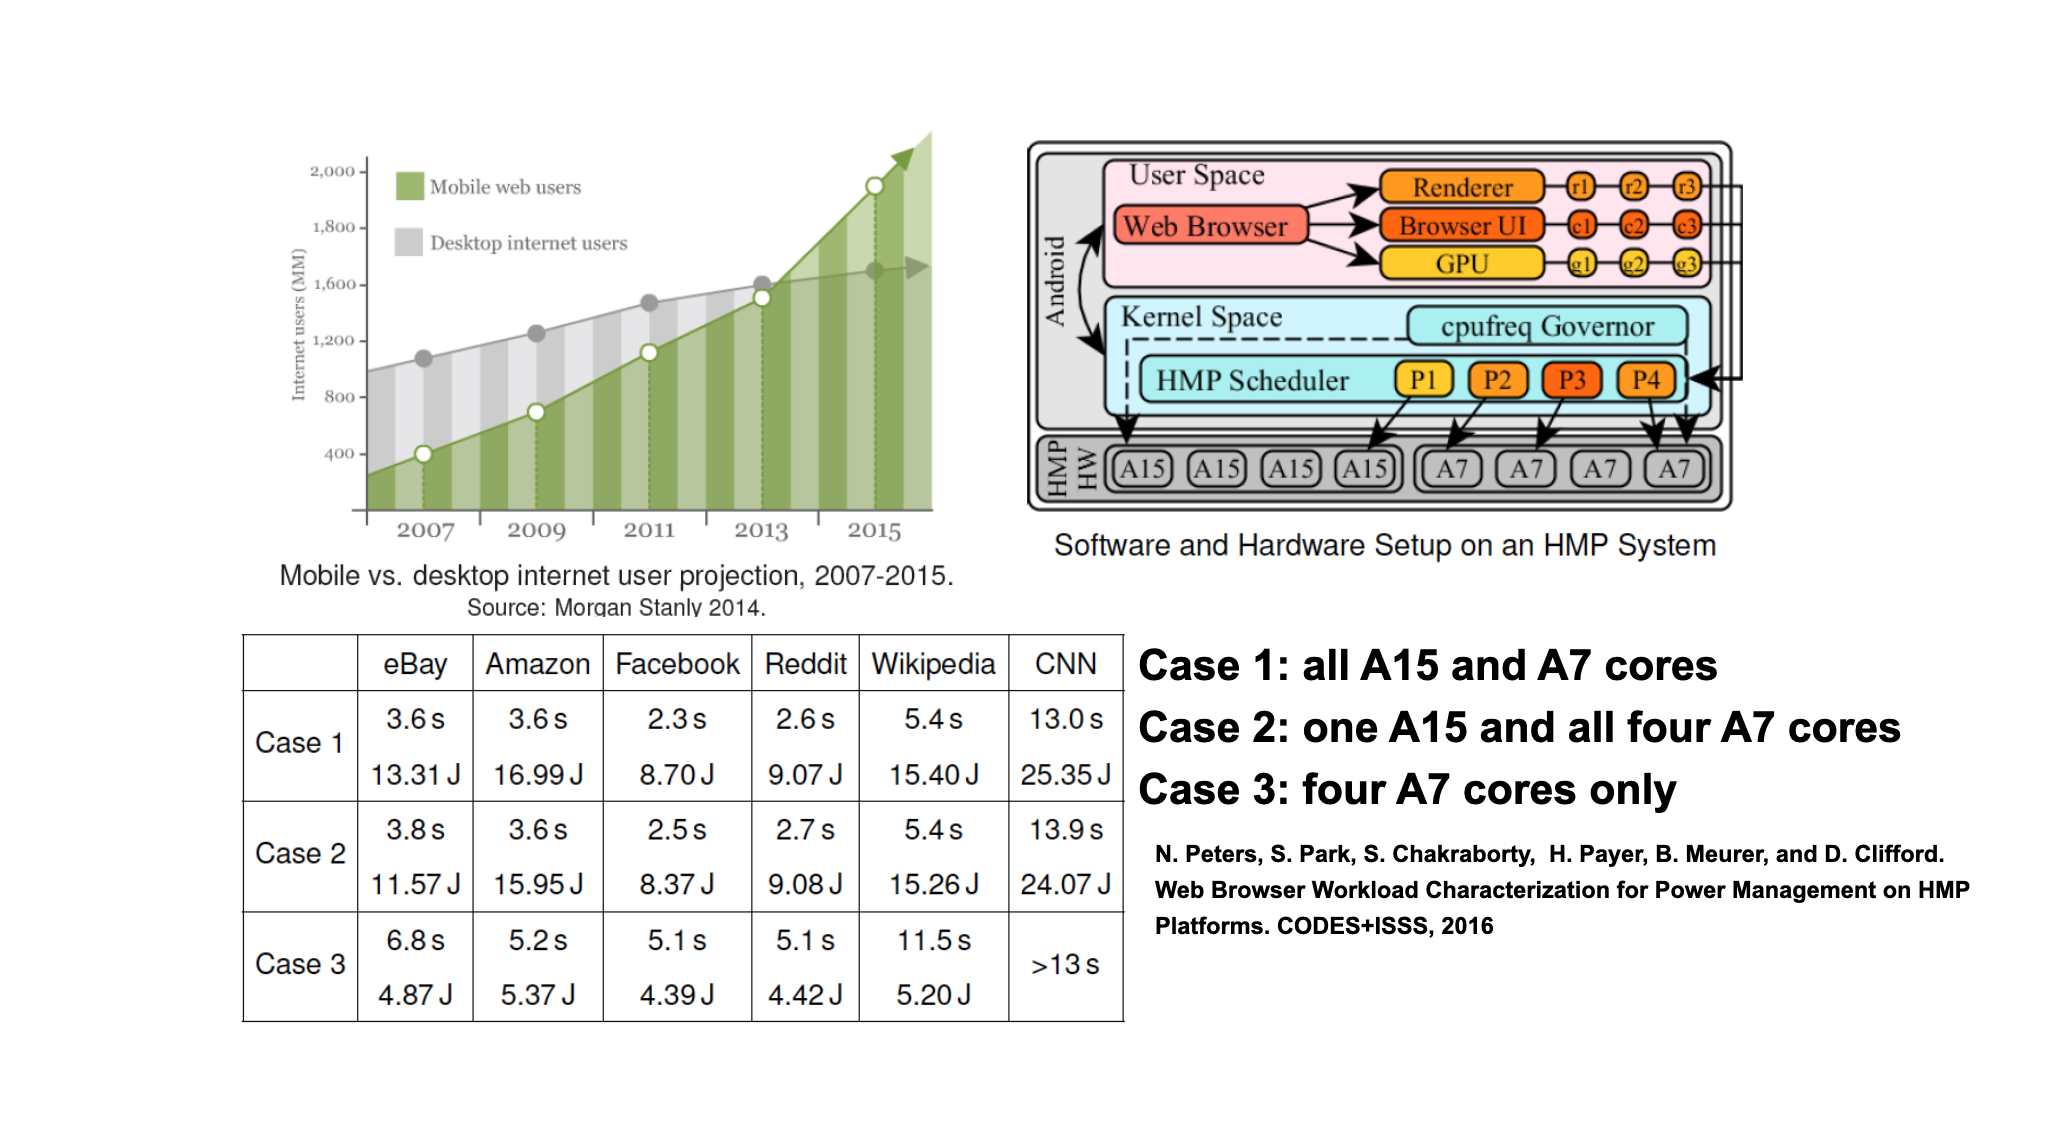 2,000
1,800
1,600
1,200
800
400
Internet users (MM)
Mobile web users
Desktop internet users
2007 2009 2011 2013 2015
Mobile vs. desktop internet user projection, 2007-2015.
Source: Morgan Stanly 2014.
Android
User Space
Web Browser
Renderer r1 r2 r3
Browser UI c1 c2 c3
GPU g1 g2 g3
Kernel Space
cpufreq Governor
HMP Scheduler P1 P2 P3 P4
HMP
HW
A15 A15 A15 A15 A7 A7 A7 A7
Software and Hardware Setup on an HMP System
eBay Amazon Facebook Reddit Wikipedia CNN
Case 1
3.6 s 3.6 s 2.3 s 2.6 s 5.4 s 13.0 s
13.31 J 16.99 J 8.70 J 9.07 J 15.40 J 25.35 J
Case 2
3.8 s 3.6 s 2.5 s 2.7 s 5.4 s 13.9 s
11.57 J 15.95 J 8.37 J 9.08 J 15.26 J 24.07 J
Case 3
6.8 s 5.2 s 5.1 s 5.1 s 11.5 s >13 s
4.87 J 5.37 J 4.39 J 4.42 J 5.20 J
Case 1: all A15 and A7 cores
Case 2: one A15 and all four A7 cores
Case 3: four A7 cores only
N. Peters, S. Park, S. Chakraborty, H. Payer, B. Meurer, and D. Clifford.
Web Browser Workload Characterization for Power Management on HMP
Platforms. CODES+ISSS, 2016